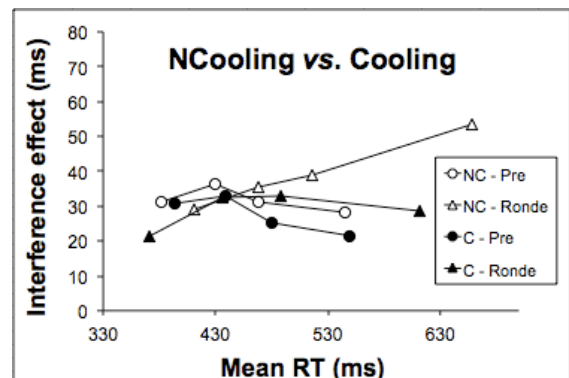 NCooling vs. Cooling
Interference effect (ms)
80
70
60
50
40
30
20
10
0
330
430
530
630
Mean RT (ms)
NC - Pre
NC - Ronde
C - Pre
C - Ronde